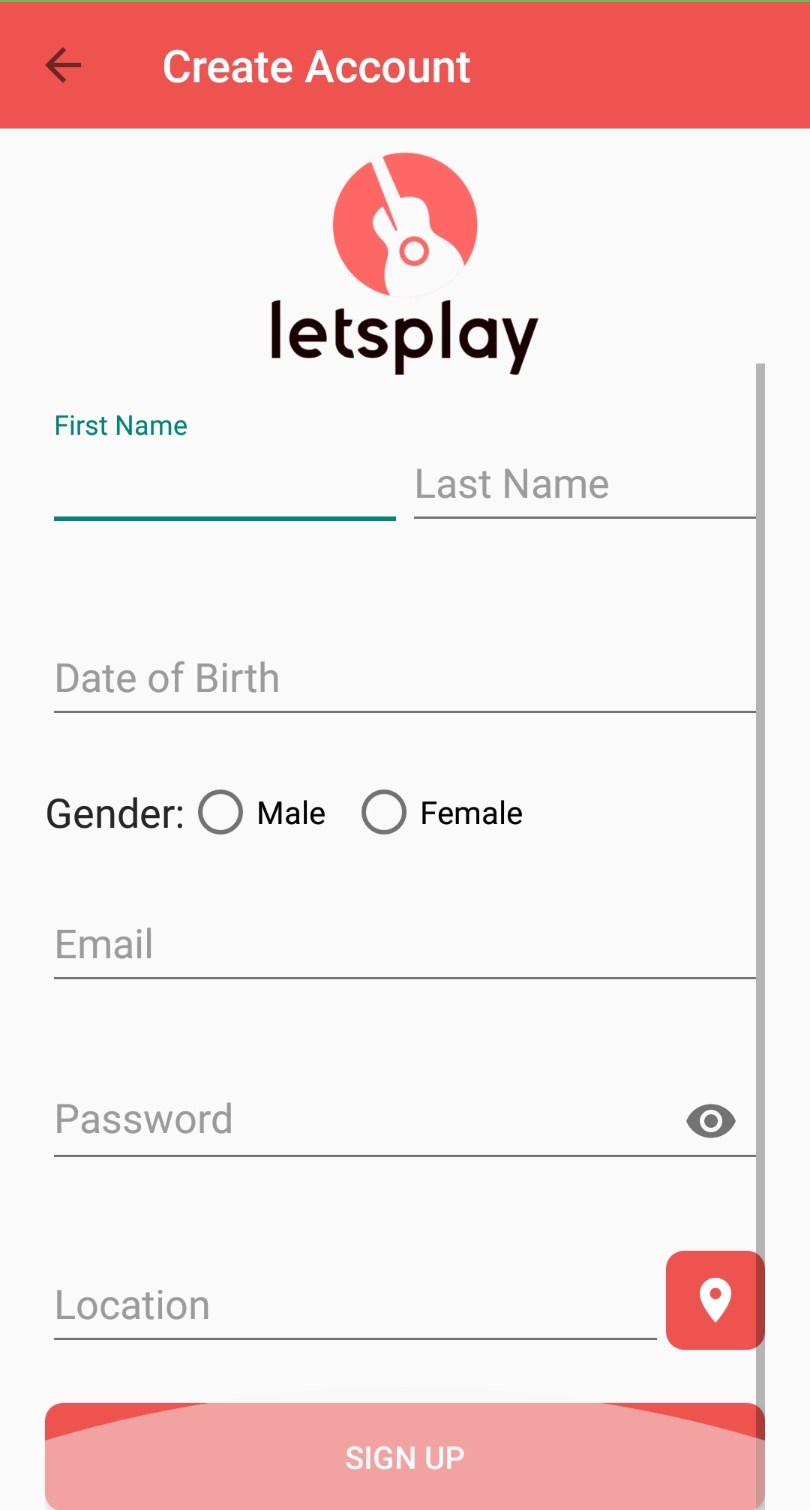 Create Account
letsplay
First Name
Last Name
Date of Birth
Gender: Male Female
Email
Password
Location
SIGN UP